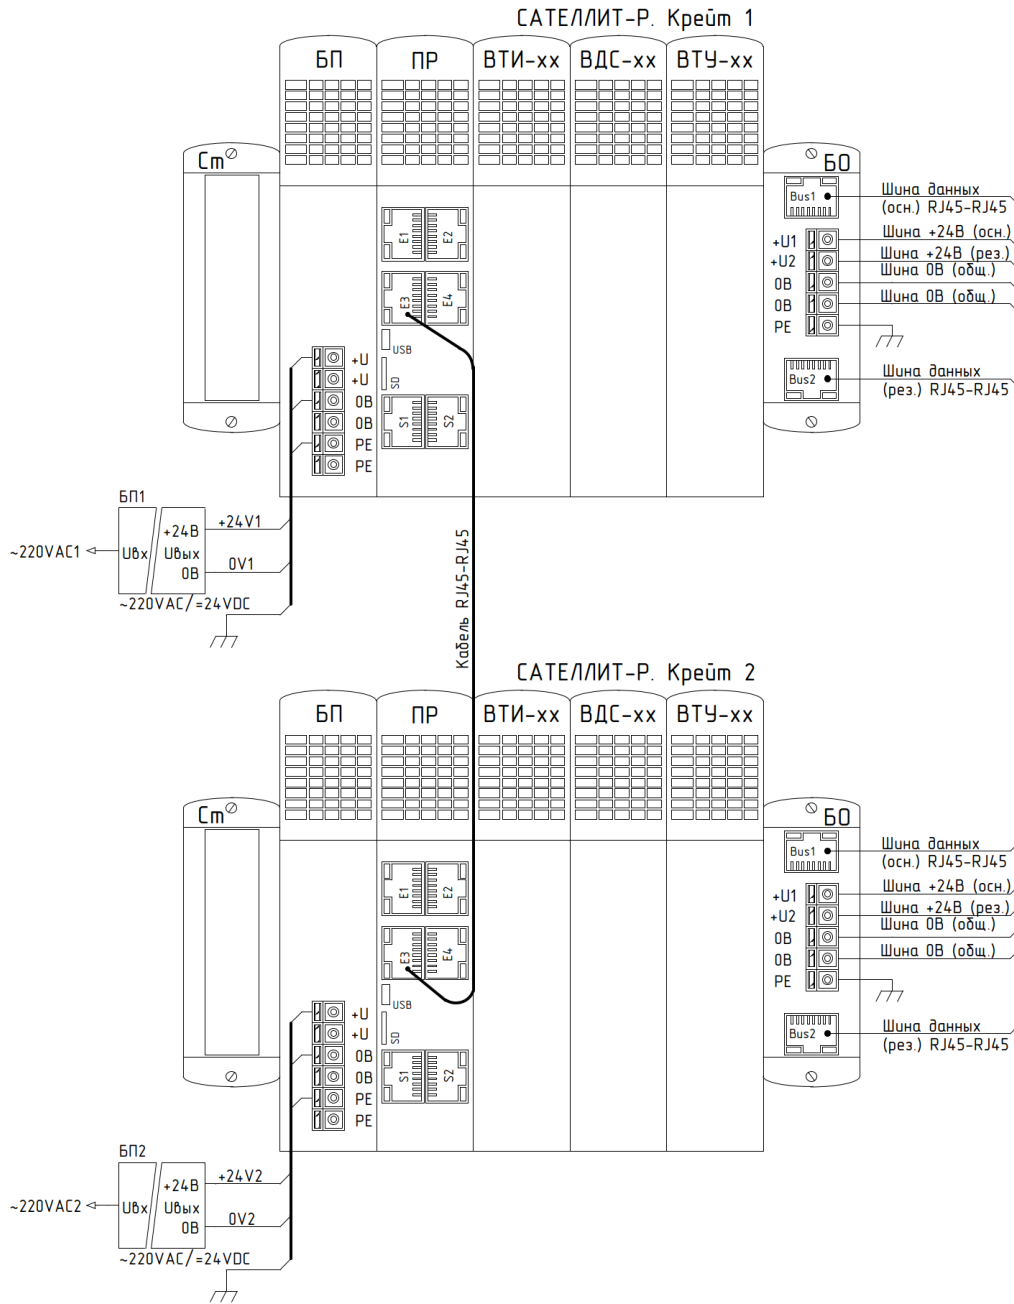 САТЕЛЛИТ-Р. Крейт 1
БП
ПР
ВТИ-хх
ВДС-хх
ВТУ-хх
Ст
БО
Bus1
Шина данных
(осн.) RJ45-RJ45
E1
E2
+U1
Шина +24В (осн.)
+U2
Шина +24В (рез.)
0В
Шина 0В (общ.)
0В
Шина 0В (общ.)
PE
E3
E4
USB
SD
+U
+U
0В
0В
PE
PE
S1
S2
Bus2
Шина данных
(рез.) RJ45-RJ45
БП1
~220VAC1
Uвх
+24В
Uвых
0В
+24V1
0V1
~220VAC/=24VDC
Кабель RJ45-RJ45
САТЕЛЛИТ-Р. Крейт 2
БП
ПР
ВТИ-хх
ВДС-хх
ВТУ-хх
Ст
БО
Bus1
Шина данных
(осн.) RJ45-RJ45
E1
E2
+U1
Шина +24В (осн.)
+U2
Шина +24В (рез.)
0В
Шина 0В (общ.)
0В
Шина 0В (общ.)
PE
E3
E4
USB
SD
+U
+U
0В
0В
PE
PE
S1
S2
Bus2
Шина данных
(рез.) RJ45-RJ45
БП2
~220VAC2
Uвх
+24В
Uвых
0В
+24V2
0V2
~220VAC/=24VDC